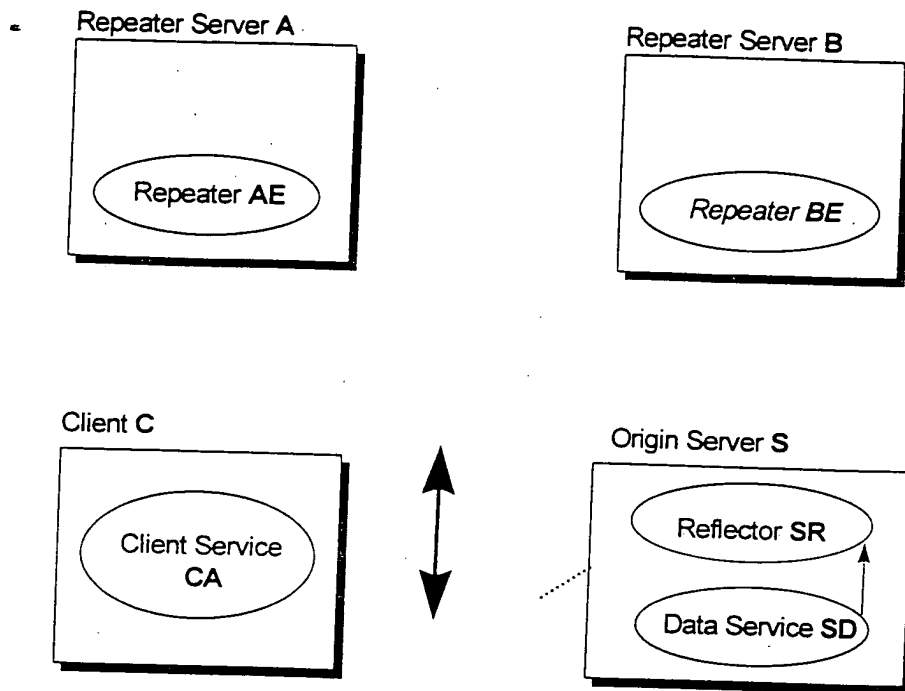 Repeater Server A
Repeater Server B
Repeater AE
Repeater BE
Client C
Origin Server S
Client Service
CA
Reflector SR
Data Service SD